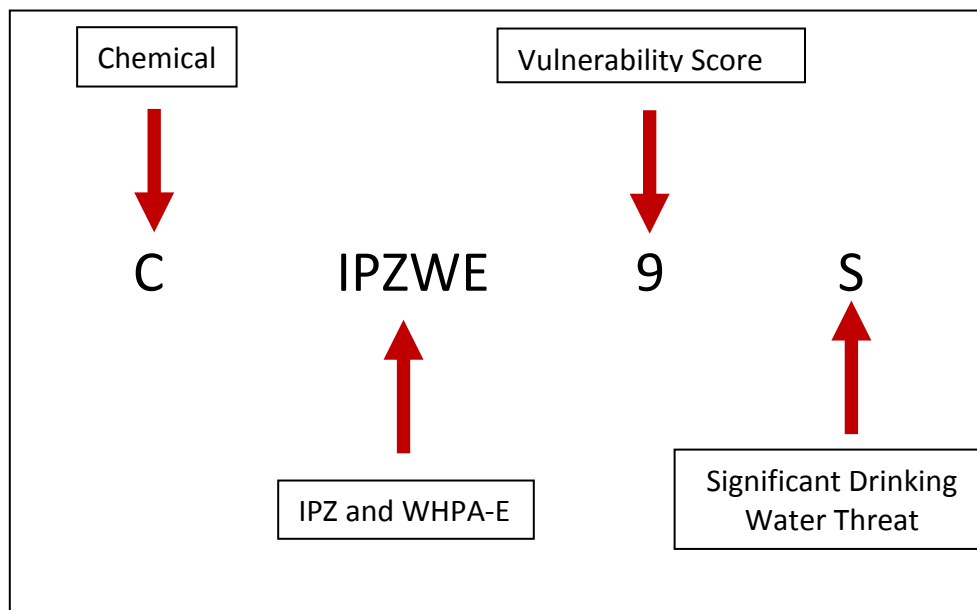 Chemical
Vulnerability Score
C IPZWE 9 S
IPZ and WHPA-E
Significant Drinking
Water Threat